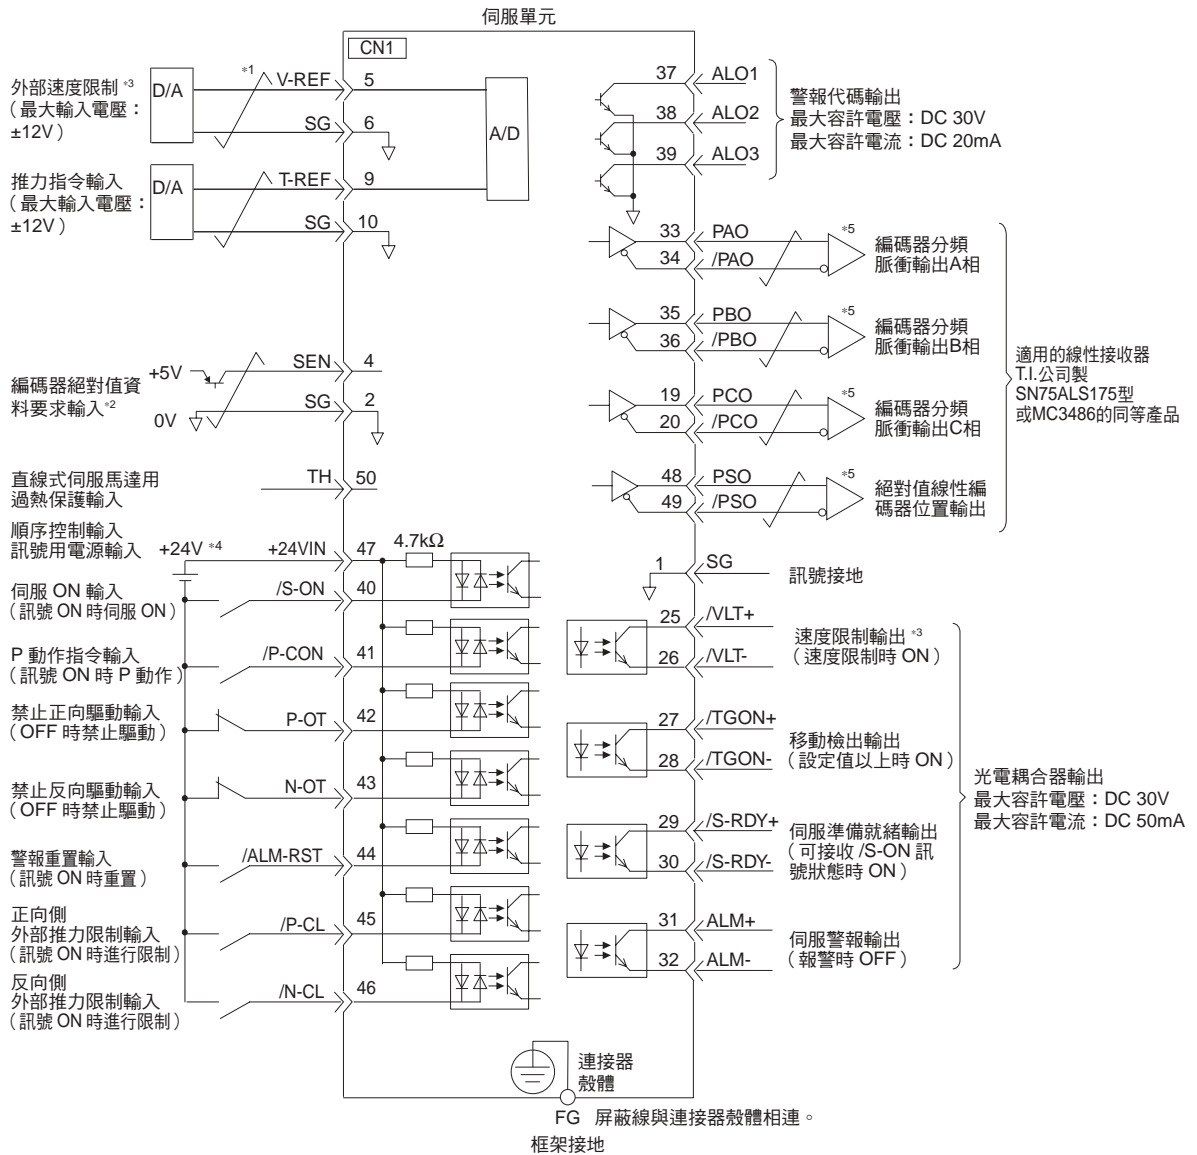 伺服單元
CN1
外部速度限制 *3
（最大輸入電壓：
±12V）
D/A
*1
V-REF
5
SG
6
A/D
推力指令輸入
（最大輸入電壓：
±12V）
D/A
T-REF
9
SG
10
編碼器絕對值資
料要求輸入*2
+5V
0V
SEN
4
SG
2
直線式伺服馬達用
過熱保護輸入
TH
50
順序控制輸入
訊號用電源輸入
+24V *4
+24VIN
47
4.7kΩ
伺服 ON 輸入
（訊號 ON 時伺服 ON）
/S-ON
40
P 動作指令輸入
（訊號 ON 時 P 動作）
/P-CON
41
禁止正向驅動輸入
（OFF 時禁止驅動）
P-OT
42
禁止反向驅動輸入
（OFF 時禁止驅動）
N-OT
43
警報重置輸入
（訊號 ON 時重置）
/ALM-RST
44
正向側
外部推力限制輸入
（訊號 ON 時進行限制）
/P-CL
45
反向側
外部推力限制輸入
（訊號 ON 時進行限制）
/N-CL
46
37
ALO1
38
ALO2
39
ALO3
警報代碼輸出
最大容許電壓：DC 30V
最大容許電流：DC 20mA
33
PAO
34
/PAO
*5
編碼器分頻
脈衝輸出A相
35
PBO
36
/PBO
*5
編碼器分頻
脈衝輸出B相
19
PCO
20
/PCO
*5
編碼器分頻
脈衝輸出C相
48
PSO
49
/PSO
*5
絕對值線性編
碼器位置輸出
適用的線性接收器
T.I.公司製
SN75ALS175型
或MC3486的同等產品
1
SG
訊號接地
25
/VLT+
26
/VLT-
速度限制輸出 *3
（速度限制時 ON）
27
/TGON+
28
/TGON-
移動檢出輸出
（設定值以上時 ON）
29
/S-RDY+
30
/S-RDY-
伺服準備就緒輸出
（可接收 /S-ON 訊
號狀態時 ON）
31
ALM+
32
ALM-
伺服警報輸出
（報警時 OFF）
光電耦合器輸出
最大容許電壓：DC 30V
最大容許電流：DC 50mA
連接器
殼體
FG
屏蔽線與連接器殼體相連。
框架接地